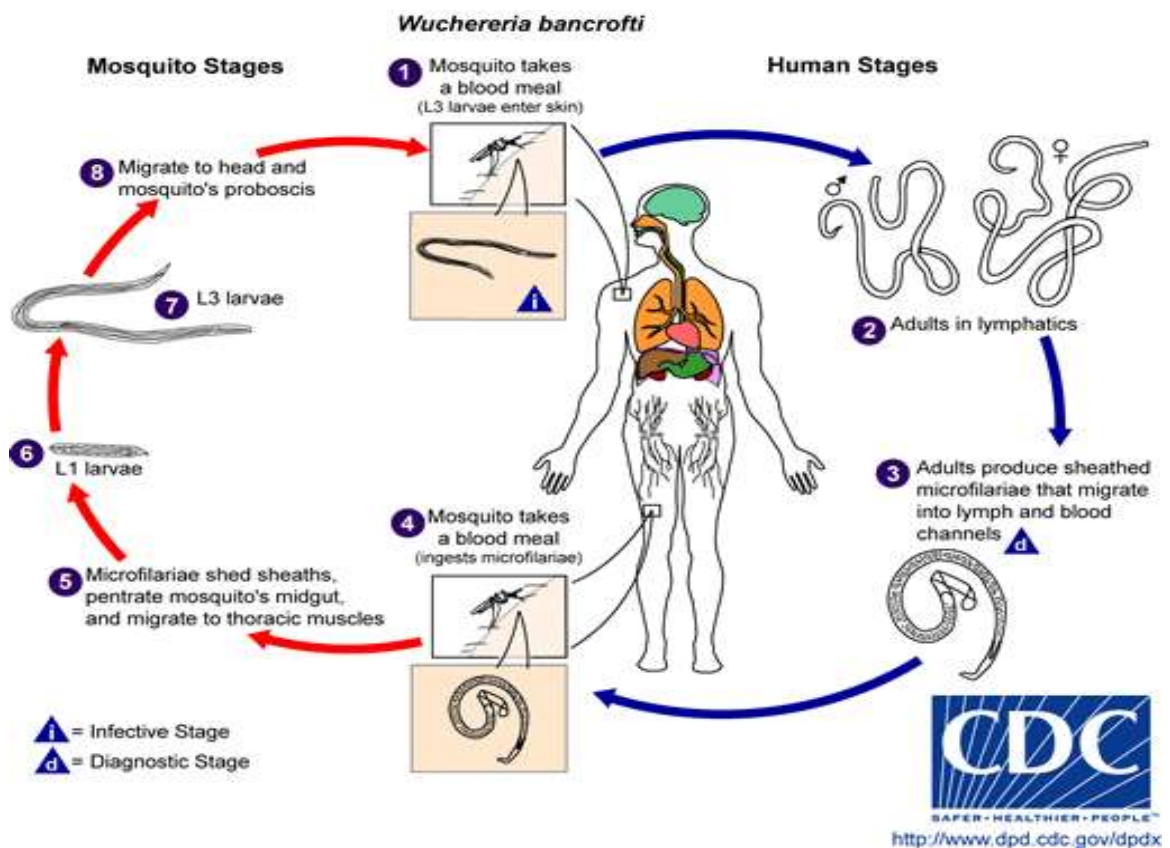 Wuchereria bancrofti
Mosquito Stages
Human Stages
1
Mosquito takes
a blood meal
(L3 larvae enter skin)
i
♂
♀
2 Adults in lymphatics
3 Adults produce sheathed
microfilariae that migrate
into lymph and blood
channels
d
4 Mosquito takes
a blood meal
(ingests microfilariae)
5 Microfilariae shed sheaths,
pentrate mosquito's midgut,
and migrate to thoracic muscles
6
L1 larvae
7 L3 larvae
8 Migrate to head and
mosquito's proboscis
i = Infective Stage
d = Diagnostic Stage
CDC
SAFER·HEALTHIER·PEOPLE™
http://www.dpd.cdc.gov/dpdx